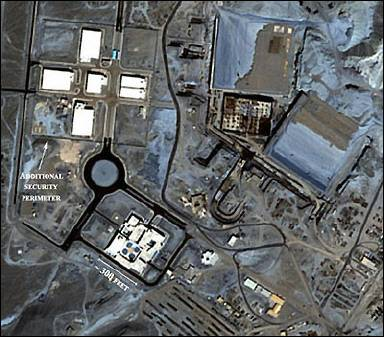 ADDITIONAL
SECURITY
PERIMETER
~ 300 FEET